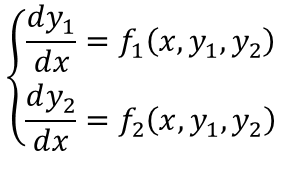 dy₁/dx = f₁(x, y₁, y₂)
dy₂/dx = f₂(x, y₁, y₂)